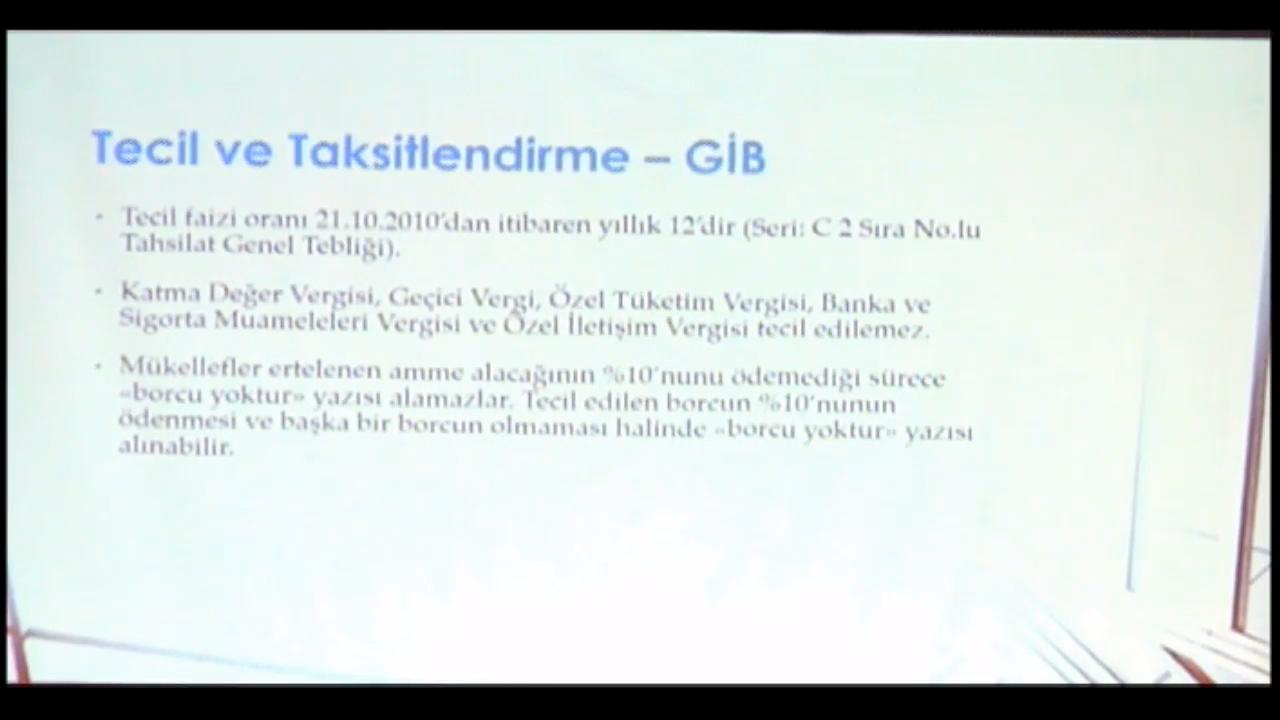 Tecil ve Taksitlendirme – GİB
• Tecil faizi oranı 21.10.2010'dan itibaren yıllık 12'dir (Seri: C 2 Sıra No.lu
Tahsilat Genel Tebliği).
• Katma Değer Vergisi, Geçici Vergi, Özel Tüketim Vergisi, Banka ve
Sigorta Muameleleri Vergisi ve Özel İletişim Vergisi tecil edilemez.
• Mükellefler ertelenen amme alacağının %10'nunu ödemediği sürece
«borcu yoktur» yazısı alamazlar. Tecil edilen borcun %10'nunun
ödenmesi ve başka bir borcun olmaması halinde «borcu yoktur» yazısı
alınabilir.